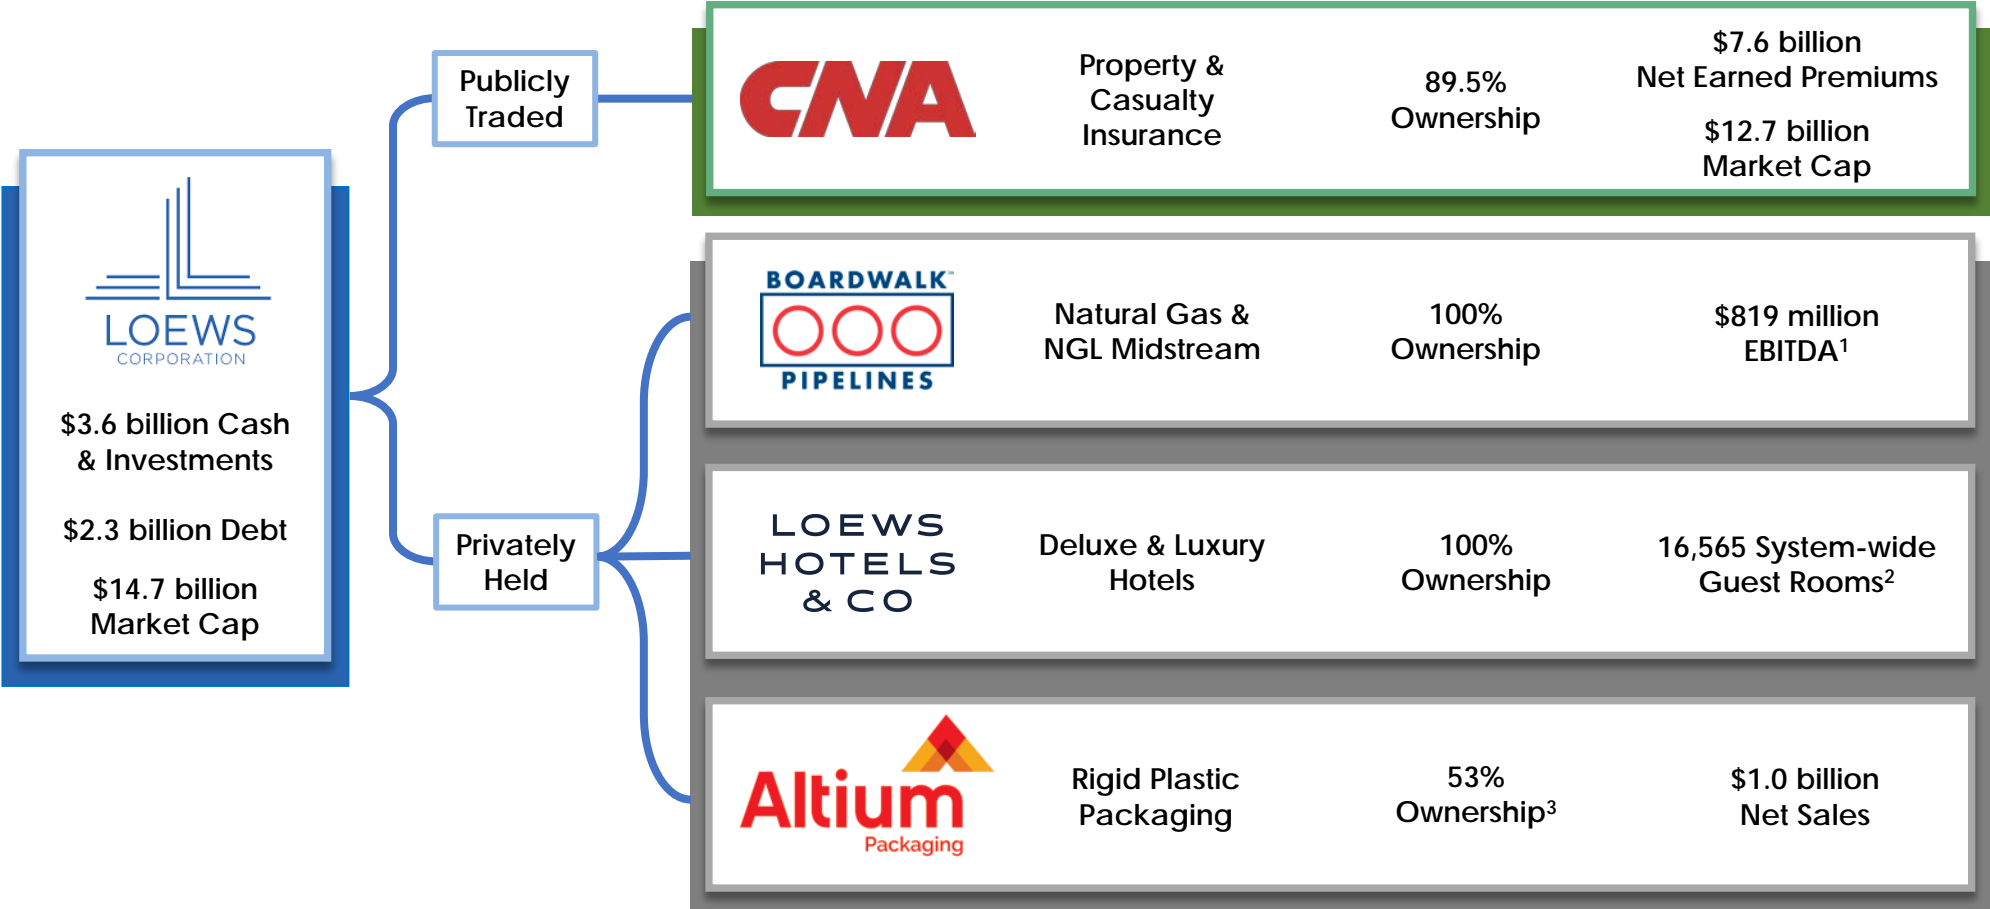 LOEWS
CORPORATION
$3.6 billion Cash
& Investments
$2.3 billion Debt
$14.7 billion
Market Cap
Publicly
Traded
Privately
Held
CNA
Property &
Casualty
Insurance
89.5%
Ownership
$7.6 billion
Net Earned Premiums
$12.7 billion
Market Cap
BOARDWALK™
PIPELINES
Natural Gas &
NGL Midstream
100%
Ownership
$819 million
EBITDA¹
LOEWS
HOTELS
& CO
Deluxe & Luxury
Hotels
100%
Ownership
16,565 System-wide
Guest Rooms²
Altium
Packaging
Rigid Plastic
Packaging
53%
Ownership³
$1.0 billion
Net Sales